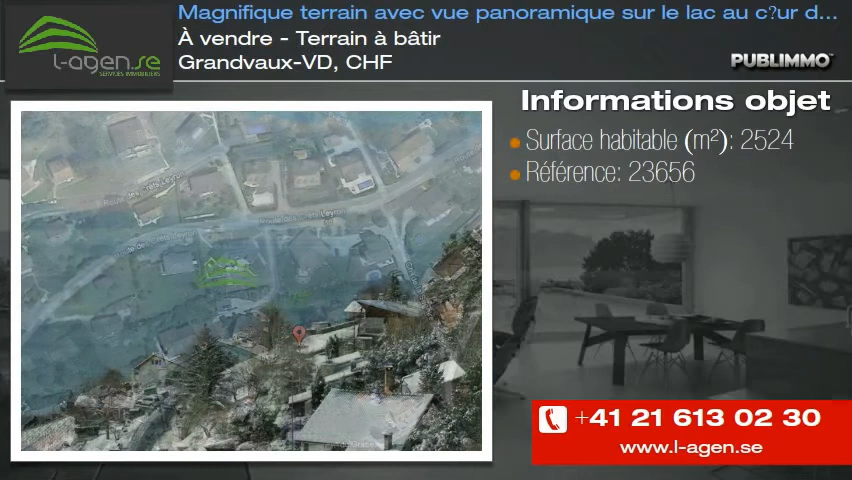 l-agen.se
SERVICES IMMOBILIERS
Magnifique terrain avec vue panoramique sur le lac au c?ur d...
À vendre - Terrain à bâtir
Grandvaux-VD, CHF
PUBLIMMO
Informations objet
Surface habitable (m²): 2524
Référence: 23656
+41 21 613 02 30
www.l-agen.se